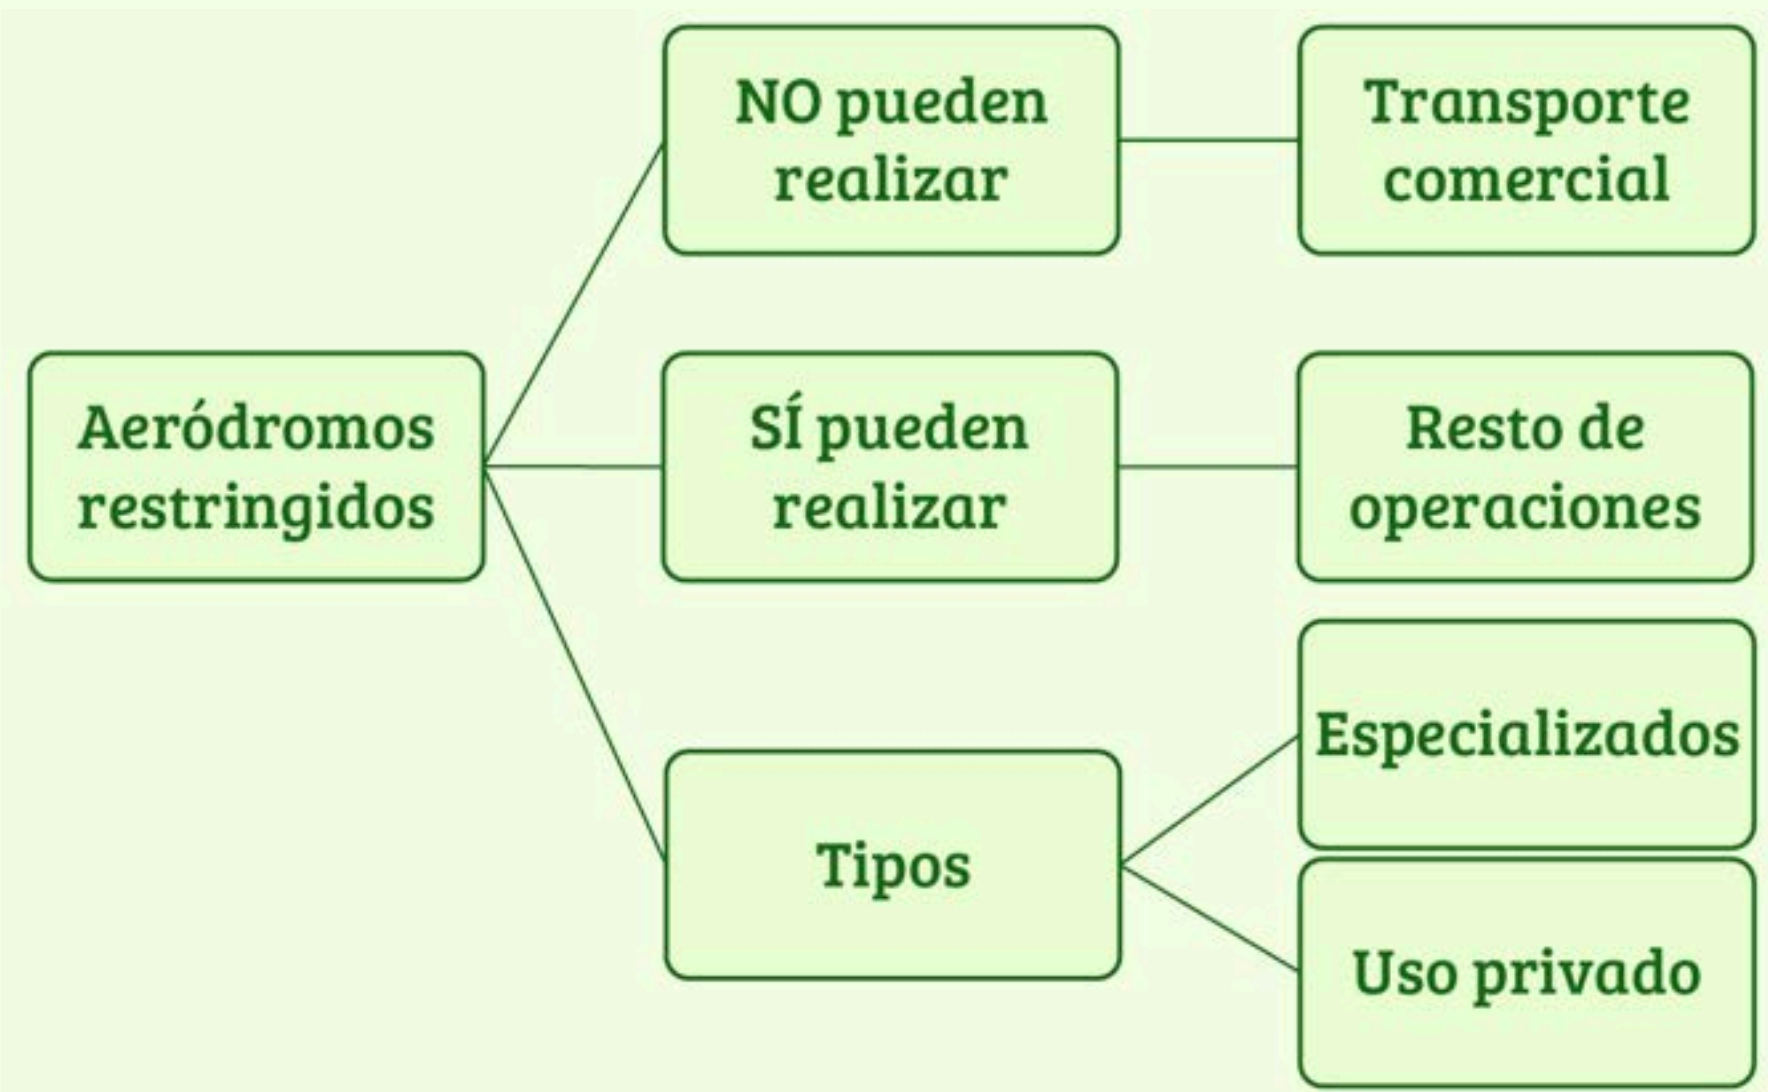 Aeródromos
restringidos
NO pueden
realizar
Transporte
comercial
SÍ pueden
realizar
Resto de
operaciones
Tipos
Especializados
Uso privado